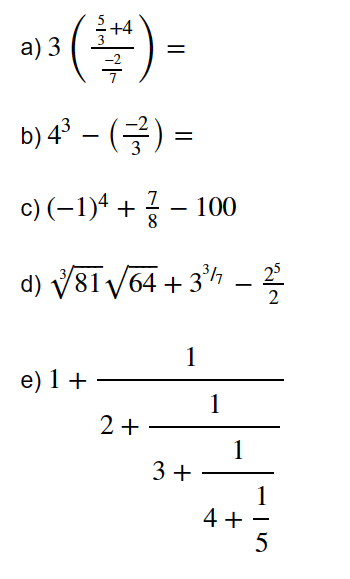 a) 3 ( (5/3 + 4) / (-2/7) ) =
b) 4³ − (-2/3) =
c) (−1)⁴ + 7/8 − 100
d) ∛81 √64 + 3^(3/7) − 2⁵/2
e) 1 + 1/(2 + 1/(3 + 1/(4 + 1/5)))